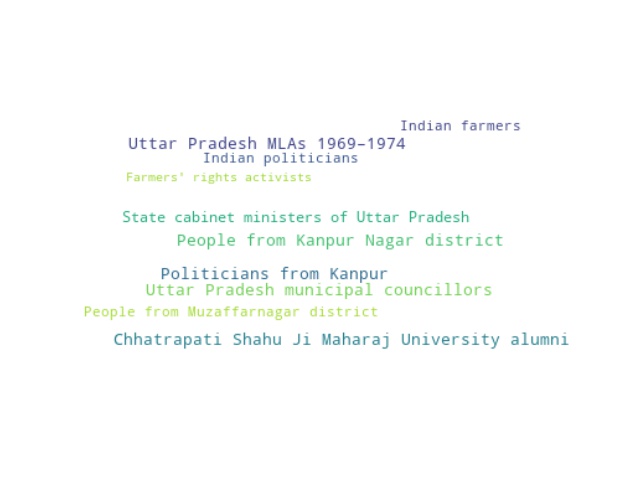 Indian farmers
Uttar Pradesh MLAs 1969–1974
Indian politicians
Farmers' rights activists
State cabinet ministers of Uttar Pradesh
People from Kanpur Nagar district
Politicians from Kanpur
Uttar Pradesh municipal councillors
People from Muzaffarnagar district
Chhatrapati Shahu Ji Maharaj University alumni